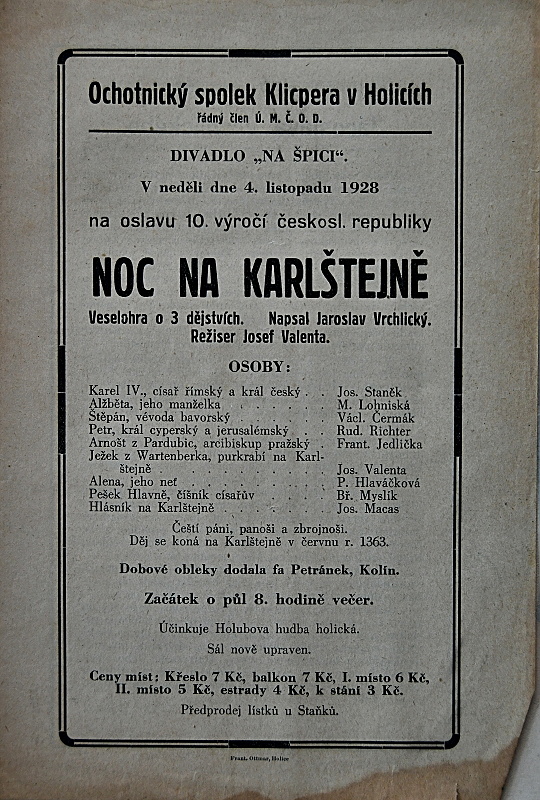 Ochotnický spolek Klicpera v Holicích
řádný člen Ú. M. Č. O. D.
DIVADLO „NA ŠPICI“.
V neděli dne 4. listopadu 1928
na oslavu 10. výročí českosl. republiky
NOC NA KARLŠTEJNĚ
Veselohra o 3 dějstvích. Napsal Jaroslav Vrchlický.
Režiser Josef Valenta.
OSOBY:
Karel IV., císař římský a král český . . Jos. Staněk
Alžběta, jeho manželka . . . . . . M. Lohniská
Štěpán, vévoda bavorský . . . . . . Václ. Čermák
Petr, král cyperský a jerusalémský . . Rud. Richter
Arnošt z Pardubic, arcibiskup pražský . Frant. Jedlička
Ježek z Wartenberka, purkrabí na Karl-
štejně . . . . . . . . . . Jos. Valenta
Alena, jeho neť . . . . . . . . P. Hlaváčková
Pešek Hlavně, číšník císařův . . . . Bř. Myslík
Hlásník na Karlštejně . . . . . . Jos. Macas
Čeští páni, panoši a zbrojnoši.
Děj se koná na Karlštejně v červnu r. 1363.
Dobové obleky dodala fa Petránek, Kolín.
Začátek o půl 8. hodině večer.
Účinkuje Holubova hudba holická.
Sál nově upraven.
Ceny míst: Křeslo 7 Kč, balkon 7 Kč, I. místo 6 Kč,
II. místo 5 Kč, estrady 4 Kč, k stání 3 Kč.
Předprodej lístků u Staňků.
Frant. Ottmar, Holice